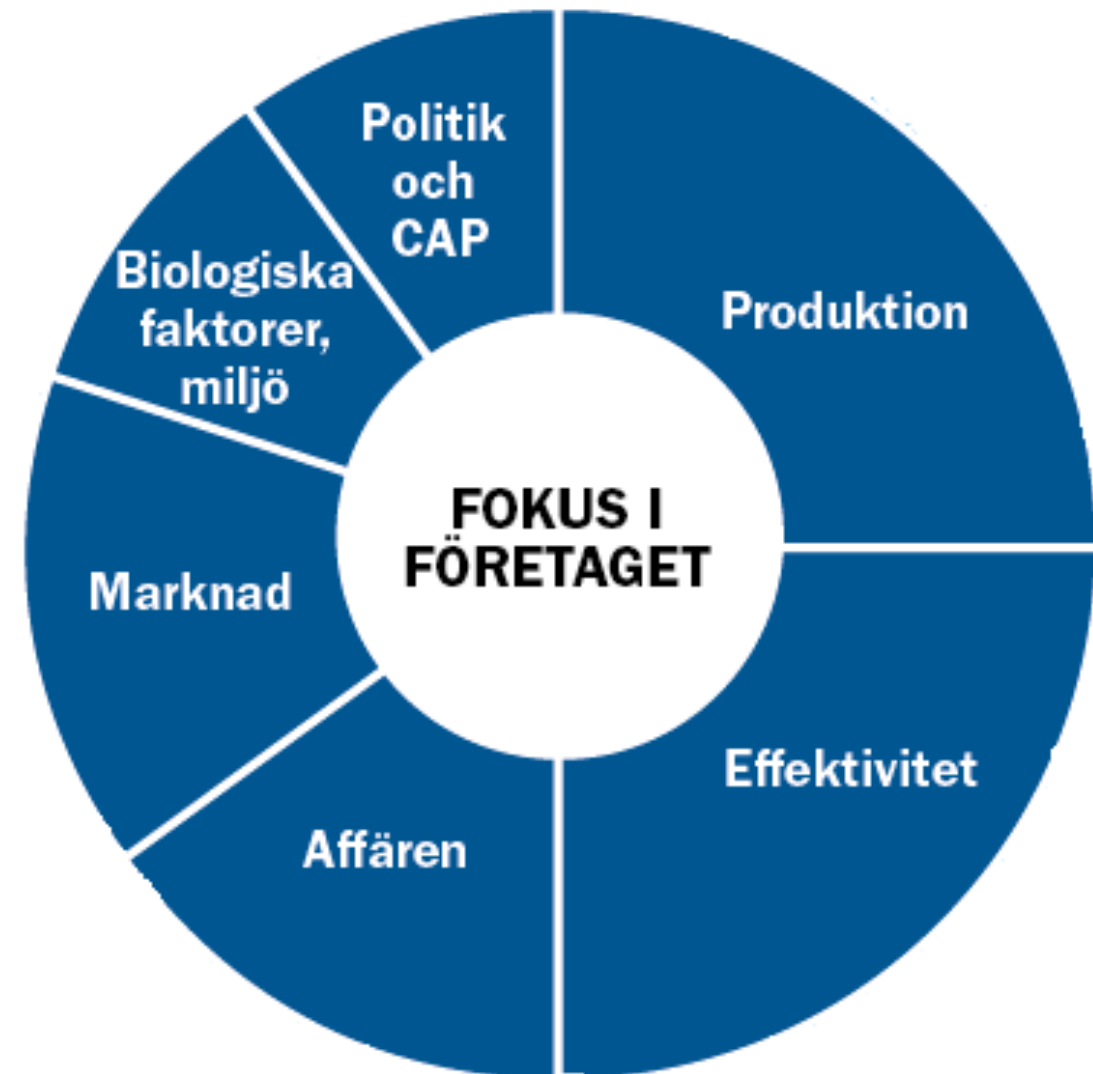 Politik
och
CAP
Produktion
Biologiska
faktorer,
miljö
FOKUS I
FÖRETAGET
Marknad
Effektivitet
Affären